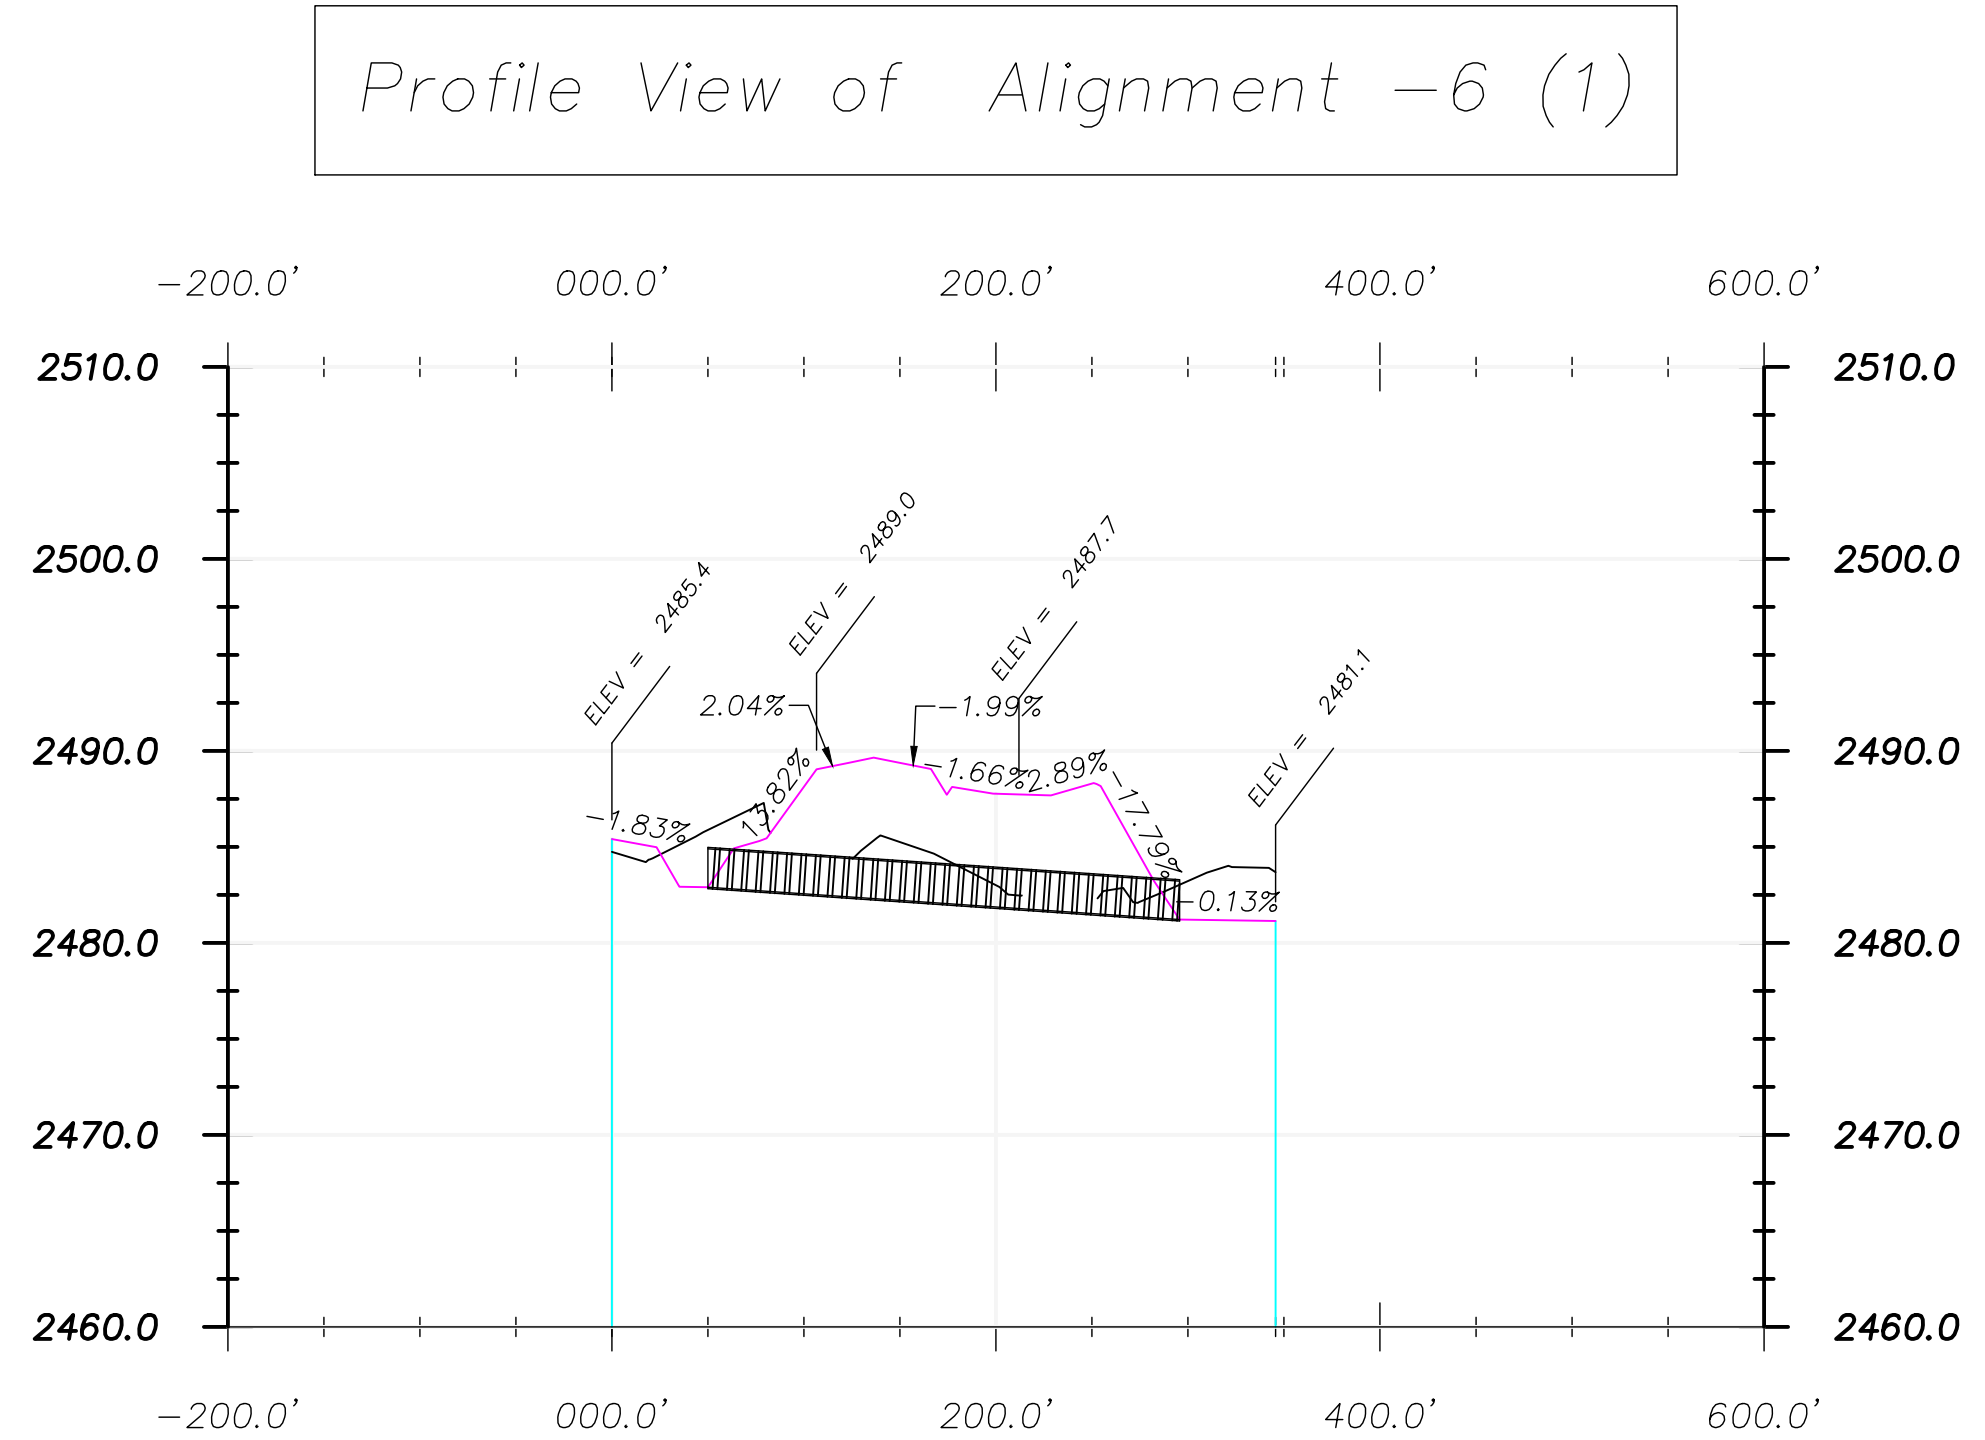 Profile View of  Alignment -6 (1)
-200.0' 000.0' 200.0' 400.0' 600.0'
2510.0 2510.0
2500.0 2500.0
2490.0 2490.0
2480.0 2480.0
2470.0 2470.0
2460.0 2460.0
ELEV = 2485.4
ELEV = 2489.0
ELEV = 2487.7
ELEV = 2481.1
2.04%
-1.99%
-1.83%
-1.66%
2.89%
-17.79%
-0.13%
-200.0' 000.0' 200.0' 400.0' 600.0'